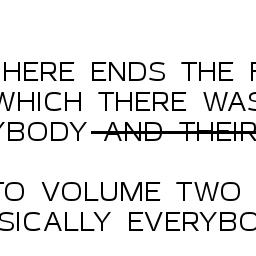 HERE ENDS THE F
WHICH THERE WAS
YBODY AND THEIR
TO VOLUME TWO
SICALLY EVERYBO